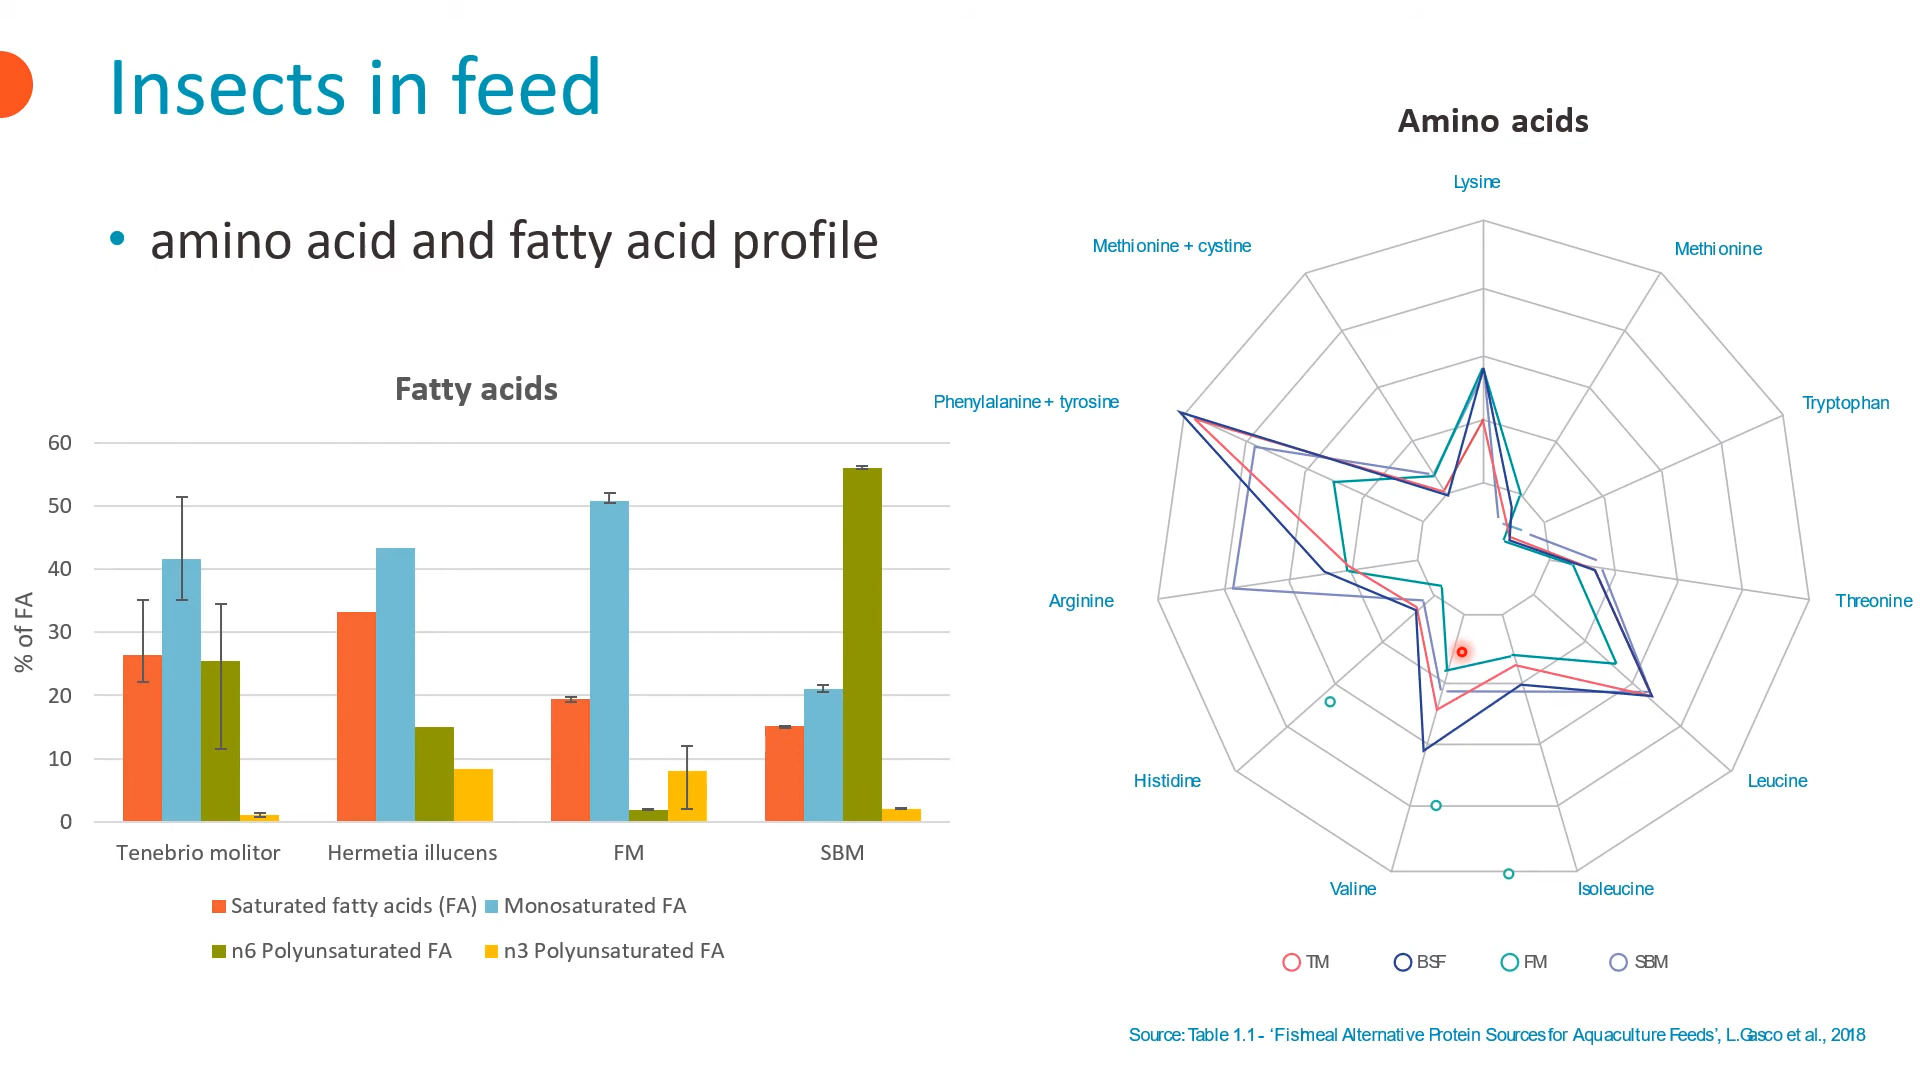 Insects in feed
• amino acid and fatty acid profile
Fatty acids
% of FA
60
50
40
30
20
10
0
Tenebrio molitor
Hermetia illucens
FM
SBM
Saturated fatty acids (FA)
Monosaturated FA
n6 Polyunsaturated FA
n3 Polyunsaturated FA
Amino acids
Lysine
Methionine
Tryptophan
Threonine
Leucine
Isoleucine
Valine
Histidine
Arginine
Phenylalanine + tyrosine
Methionine + cystine
TM
BSF
FM
SBM
Source: Table 1.1 - ‘Fishmeal Alternative Protein Sources for Aquaculture Feeds’, L.Gasco et al., 2018